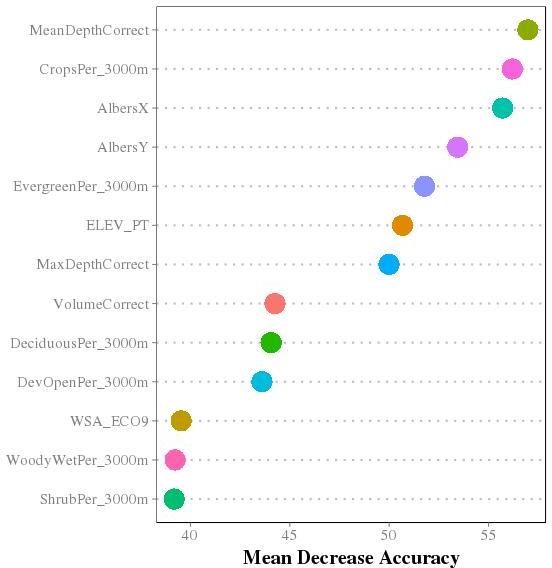 MeanDepthCorrect
CropsPer_3000m
AlbersX
AlbersY
EvergreenPer_3000m
ELEV_PT
MaxDepthCorrect
VolumeCorrect
DeciduousPer_3000m
DevOpenPer_3000m
WSA_ECO9
WoodyWetPer_3000m
ShrubPer_3000m
40 45 50 55
Mean Decrease Accuracy